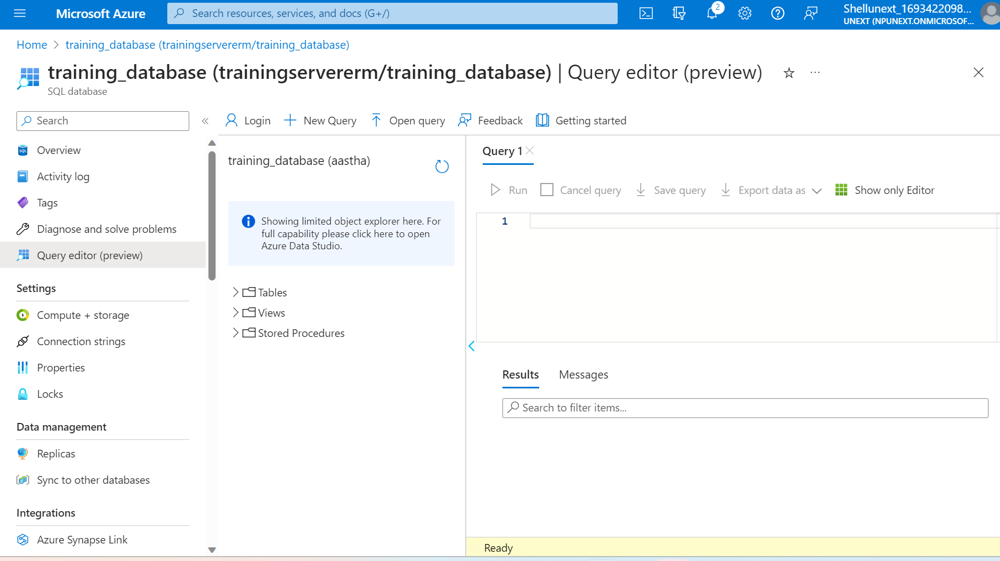 Microsoft Azure
Search resources, services, and docs (G+/)
2
Shellunext_1693422098...
UNEXT (NPUNEXT.ONMICROSOF...
Home > training_database (trainingservererm/training_database)
training_database (trainingservererm/training_database) | Query editor (preview)
...
SQL database
Search
«
Overview
Activity log
Tags
Diagnose and solve problems
Query editor (preview)
Settings
Compute + storage
Connection strings
Properties
Locks
Data management
Replicas
Sync to other databases
Integrations
Azure Synapse Link
Login
New Query
Open query
Feedback
Getting started
training_database (aastha)
Showing limited object explorer here. For
full capability please click here to open
Azure Data Studio.
Tables
Views
Stored Procedures
Query 1
Run
Cancel query
Save query
Export data as
Show only Editor
1
Results
Messages
Search to filter items...
Ready